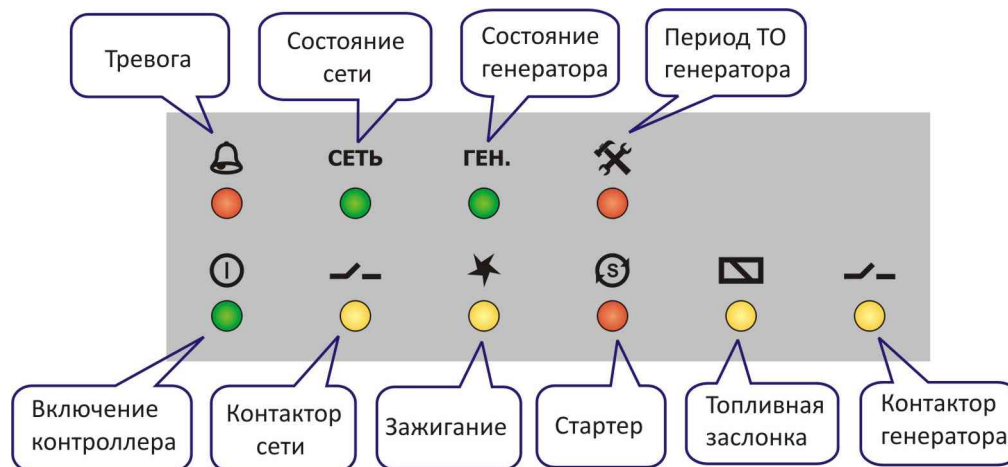 Тревога
Состояние
сети
Состояние
генератора
Период ТО
генератора
СЕТЬ
ГЕН.
S
Включение
контроллера
Контактор
сети
Зажигание
Стартер
Топливная
заслонка
Контактор
генератора